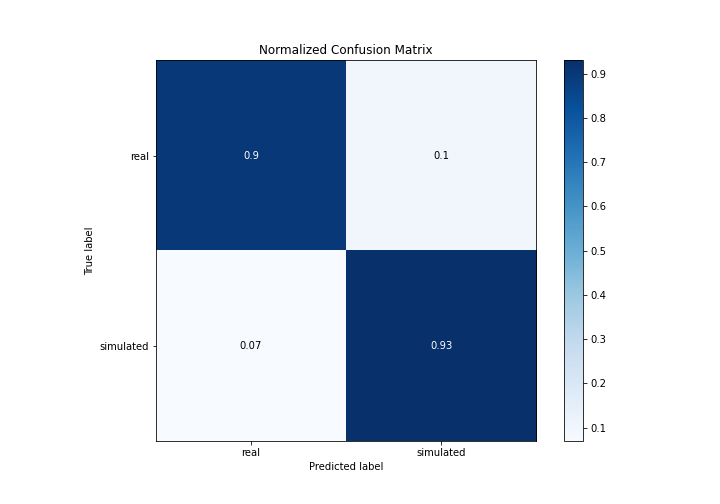 Normalized Confusion Matrix
real
0.9
0.1
simulated
0.07
0.93
real
simulated
True label
Predicted label
0.9
0.8
0.7
0.6
0.5
0.4
0.3
0.2
0.1